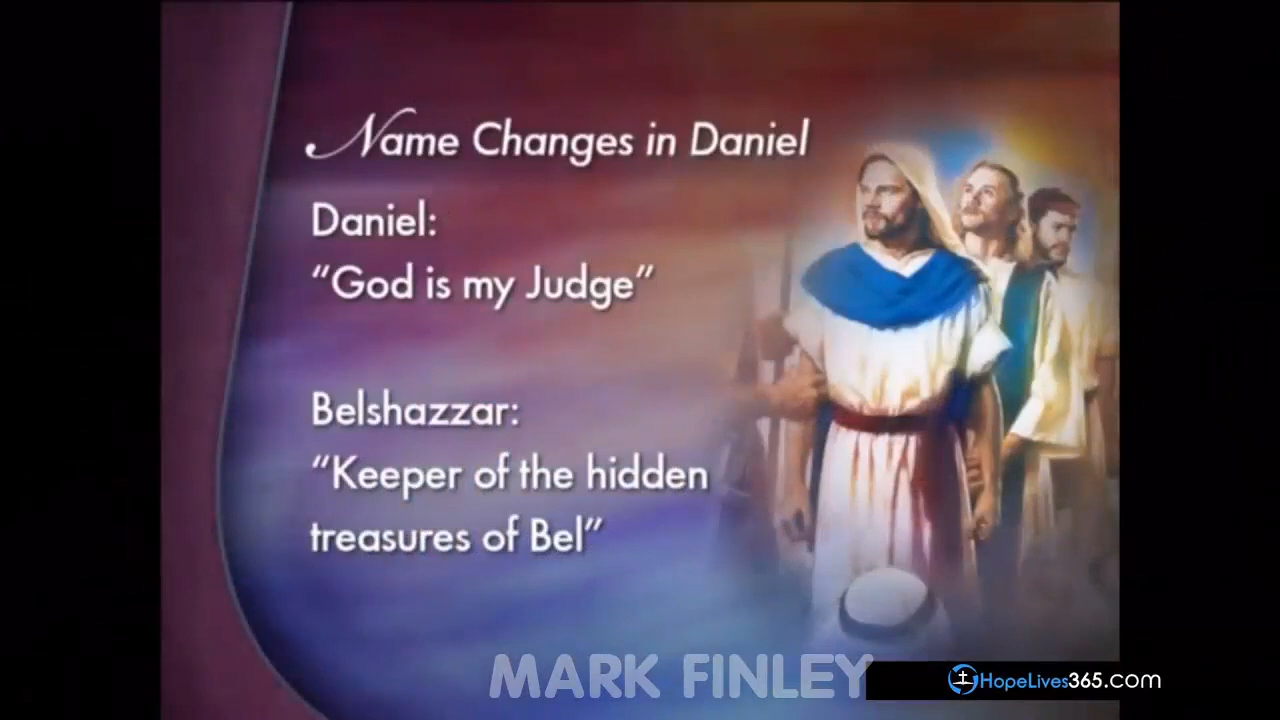 Name Changes in Daniel
Daniel:
“God is my Judge”
Belshazzar:
“Keeper of the hidden
treasures of Bel”
MARK FINLEY
HopeLives365.com